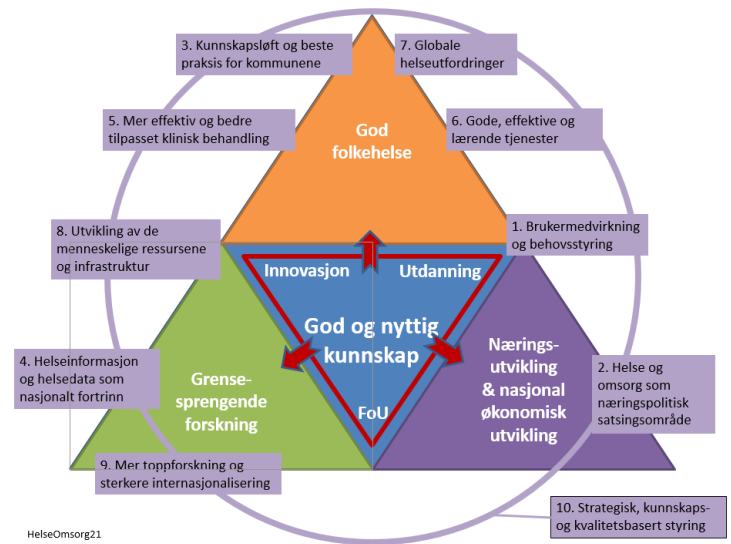 3. Kunnskapsløft og beste
praksis for kommunene
7. Globale
helseutfordringer
5. Mer effektiv og bedre
tilpasset klinisk behandling
6. Gode, effektive og
lærende tjenester
God
folkehelse
8. Utvikling av de
menneskelige ressursene
og infrastruktur
1. Brukermedvirkning
og behovsstyring
Innovasjon
Utdanning
God og nyttig
kunnskap
FoU
4. Helseinformasjon
og helsedata som
nasjonalt fortrinn
Grense-
sprengende
forskning
Nærings-
utvikling
& nasjonal
økonomisk
utvikling
2. Helse og
omsorg som
næringspolitisk
satsingsområde
9. Mer toppforskning og
sterkere internasjonalisering
10. Strategisk, kunnskaps-
og kvalitetsbasert styring
HelseOmsorg21